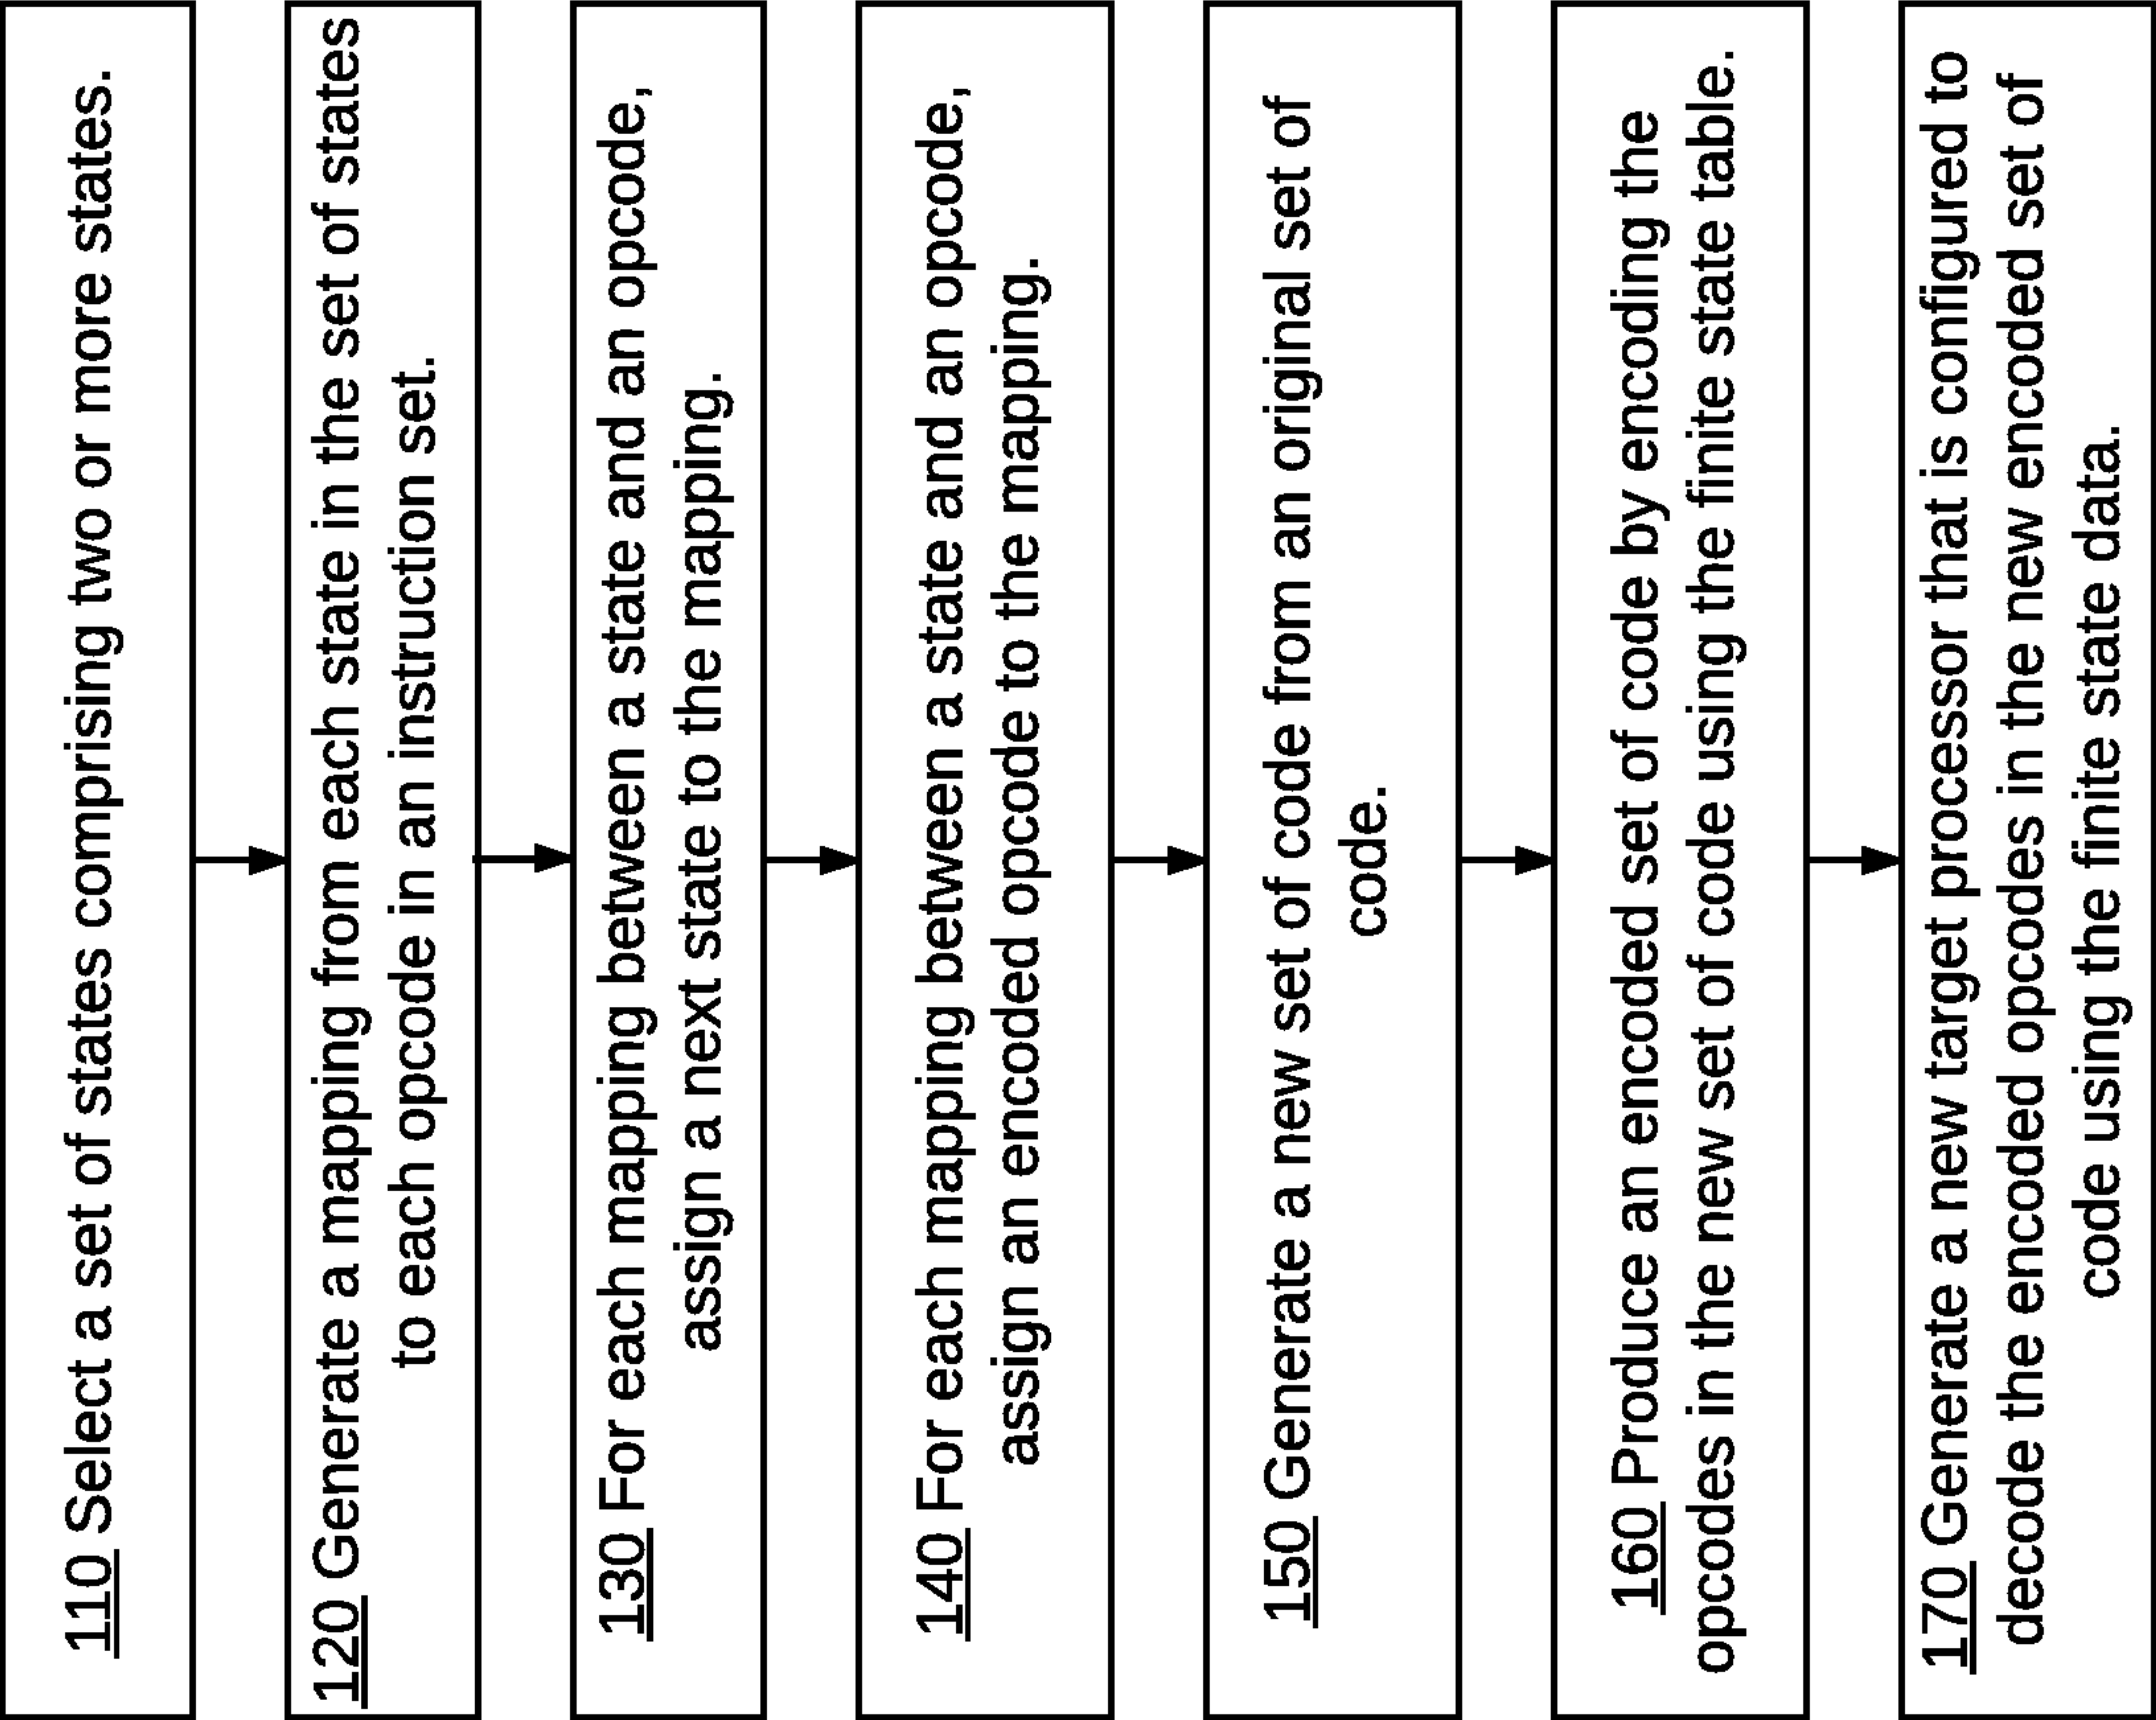 110 Select a set of states comprising two or more states.
120 Generate a mapping from each state in the set of states
to each opcode in an instruction set.
130 For each mapping between a state and an opcode,
assign a next state to the mapping.
140 For each mapping between a state and an opcode,
assign an encoded opcode to the mapping.
150 Generate a new set of code from an original set of
code.
160 Produce an encoded set of code by encoding the
opcodes in the new set of code using the finite state table.
170 Generate a new target processor that is configured to
decode the encoded opcodes in the new encoded set of
code using the finite state data.